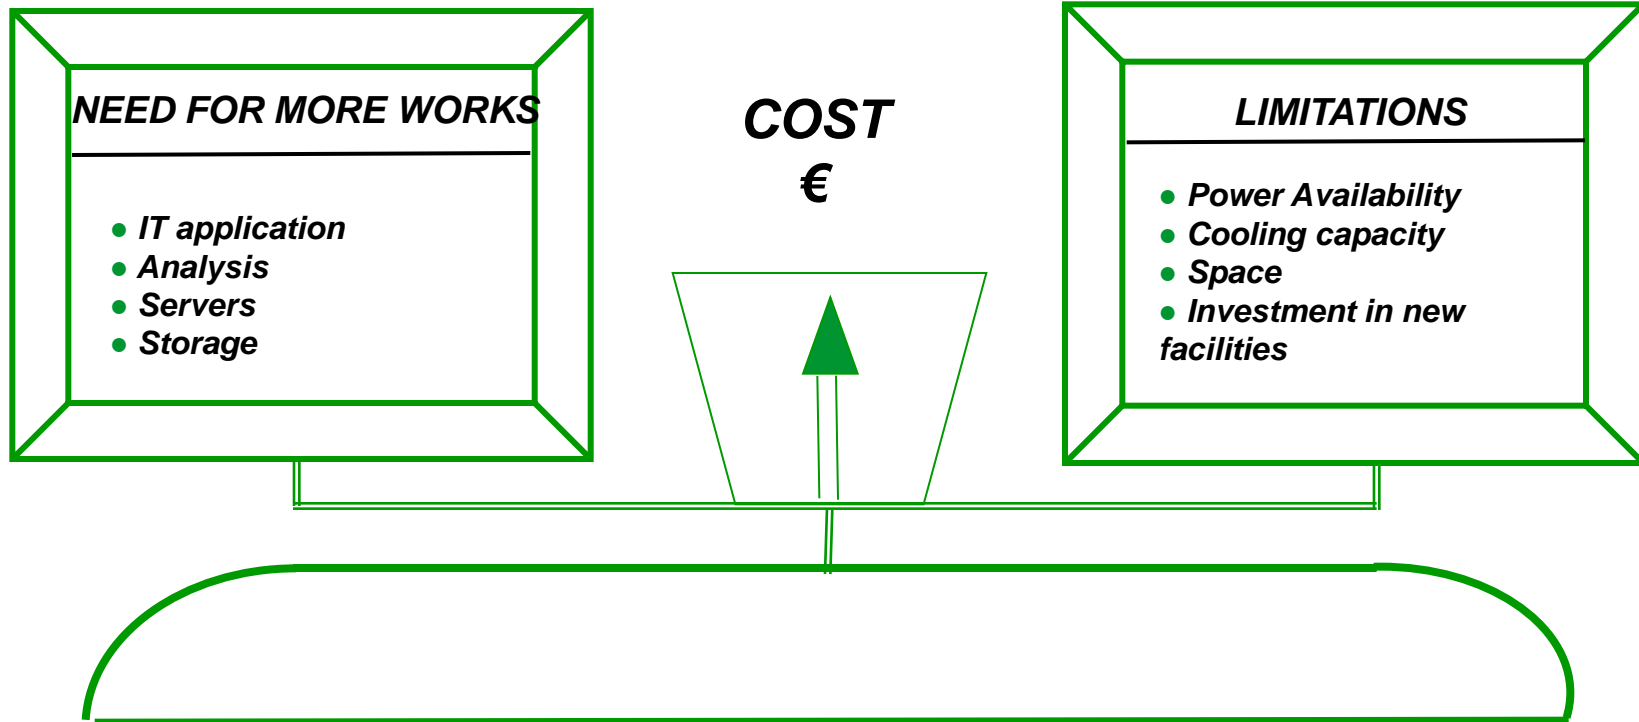 NEED FOR MORE WORKS
● IT application
● Analysis
● Servers
● Storage
COST
€
LIMITATIONS
● Power Availability
● Cooling capacity
● Space
● Investment in new
facilities